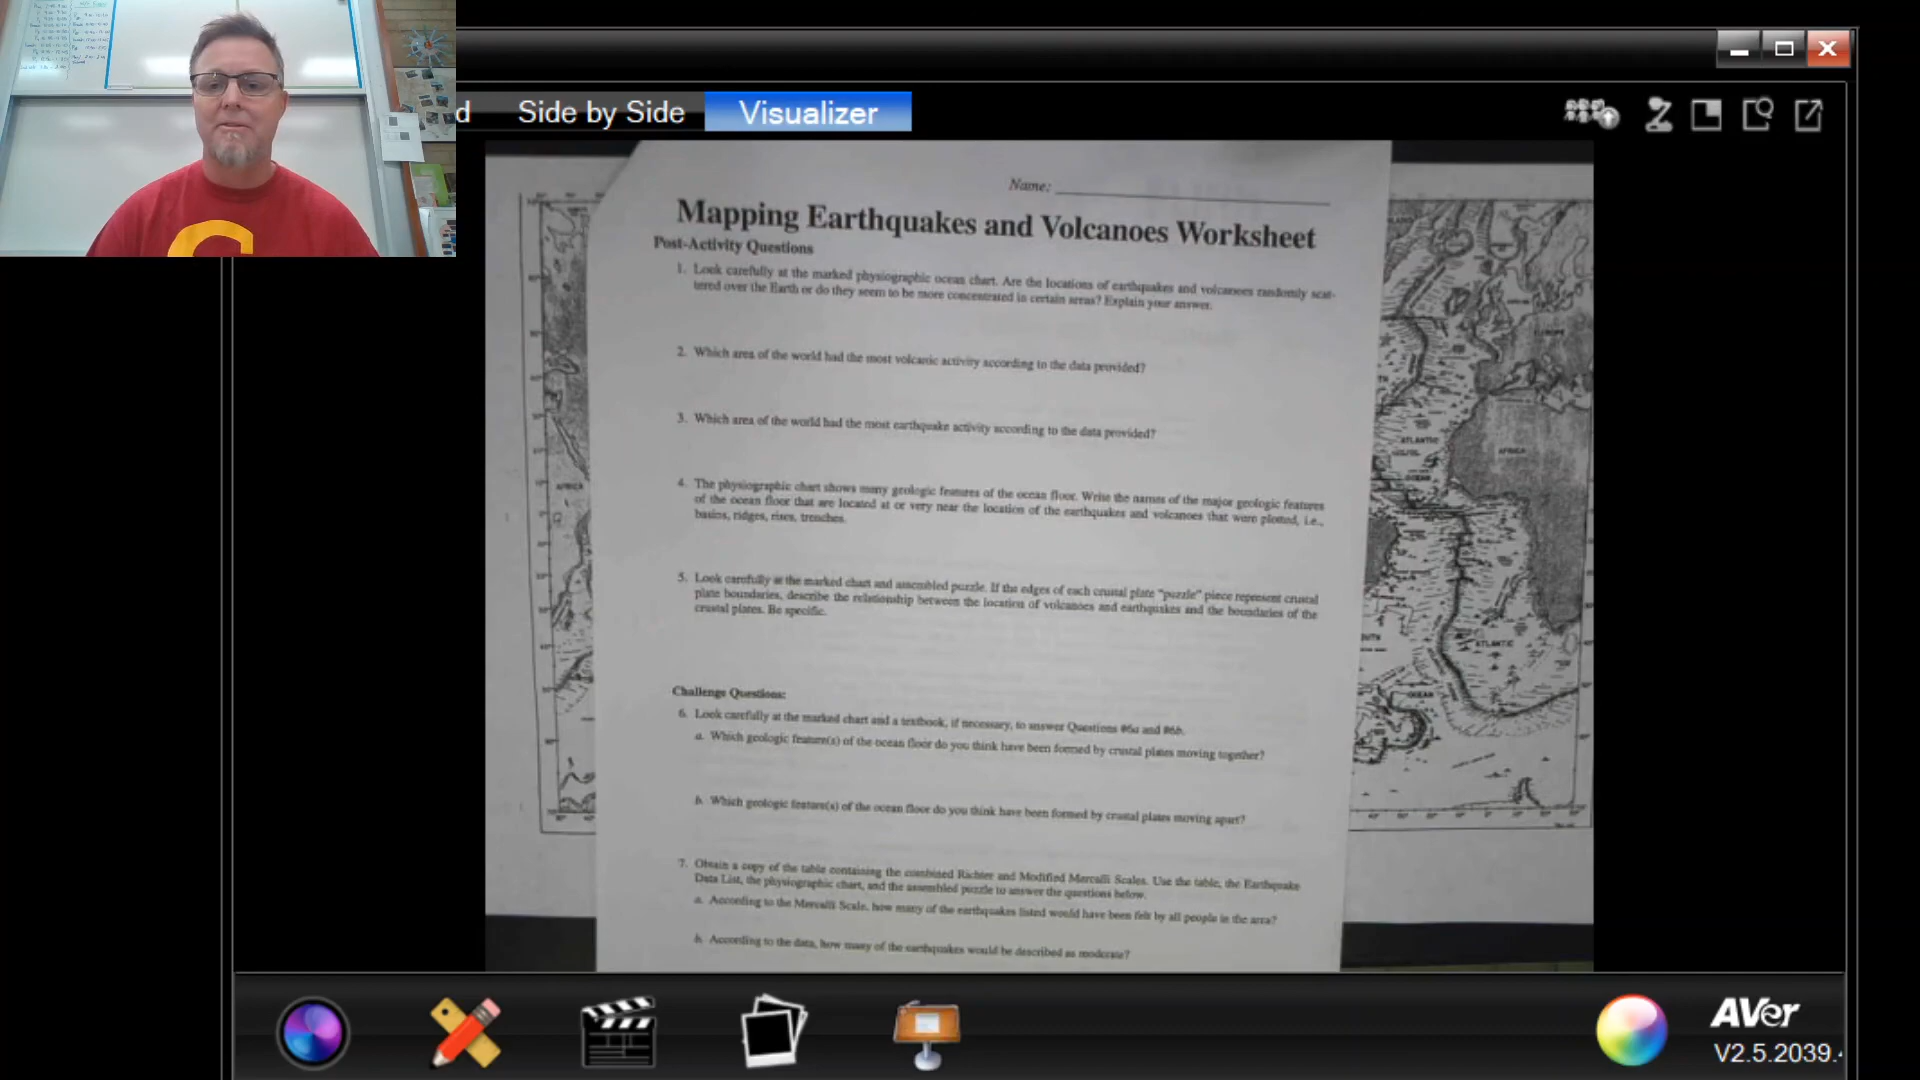 d
Side by Side
Visualizer
Name:
Mapping Earthquakes and Volcanoes Worksheet
Post-Activity Questions
1. Look carefully at the marked physiographic ocean chart. Are the locations of earthquakes and volcanoes randomly scat-
tered over the Earth or do they seem to be more concentrated in certain areas? Explain your answer.
2. Which area of the world had the most volcanic activity according to the data provided?
3. Which area of the world had the most earthquake activity according to the data provided?
4. The physiographic chart shows many geologic features of the ocean floor. Write the names of the major geologic features
of the ocean floor that are located at or very near the location of the earthquakes and volcanoes that were plotted, i.e.,
basins, ridges, rises, trenches.
5. Look carefully at the marked chart and assembled puzzle. If the edges of each crustal plate "puzzle" piece represent crustal
plate boundaries, describe the relationship between the location of volcanoes and earthquakes and the boundaries of the
crustal plates. Be specific.
Challenge Questions:
6. Look carefully at the marked chart and a textbook, if necessary, to answer Questions #6a and #6b.
a. Which geologic feature(s) of the ocean floor do you think have been formed by crustal plates moving together?
b. Which geologic feature(s) of the ocean floor do you think have been formed by crustal plates moving apart?
7. Obtain a copy of the table containing the combined Richter and Modified Mercalli Scales. Use the table, the Earthquake
Data List, the physiographic chart, and the assembled puzzle to answer the questions below.
a. According to the Mercalli Scale, how many of the earthquakes listed would have been felt by all people in the area?
b. According to the data, how many of the earthquakes would be described as moderate?
AFRICA
EUROPE
ATLANTIC
OCEAN
AFRICA
ATLANTIC
OCEAN
AVer
V2.5.2039.